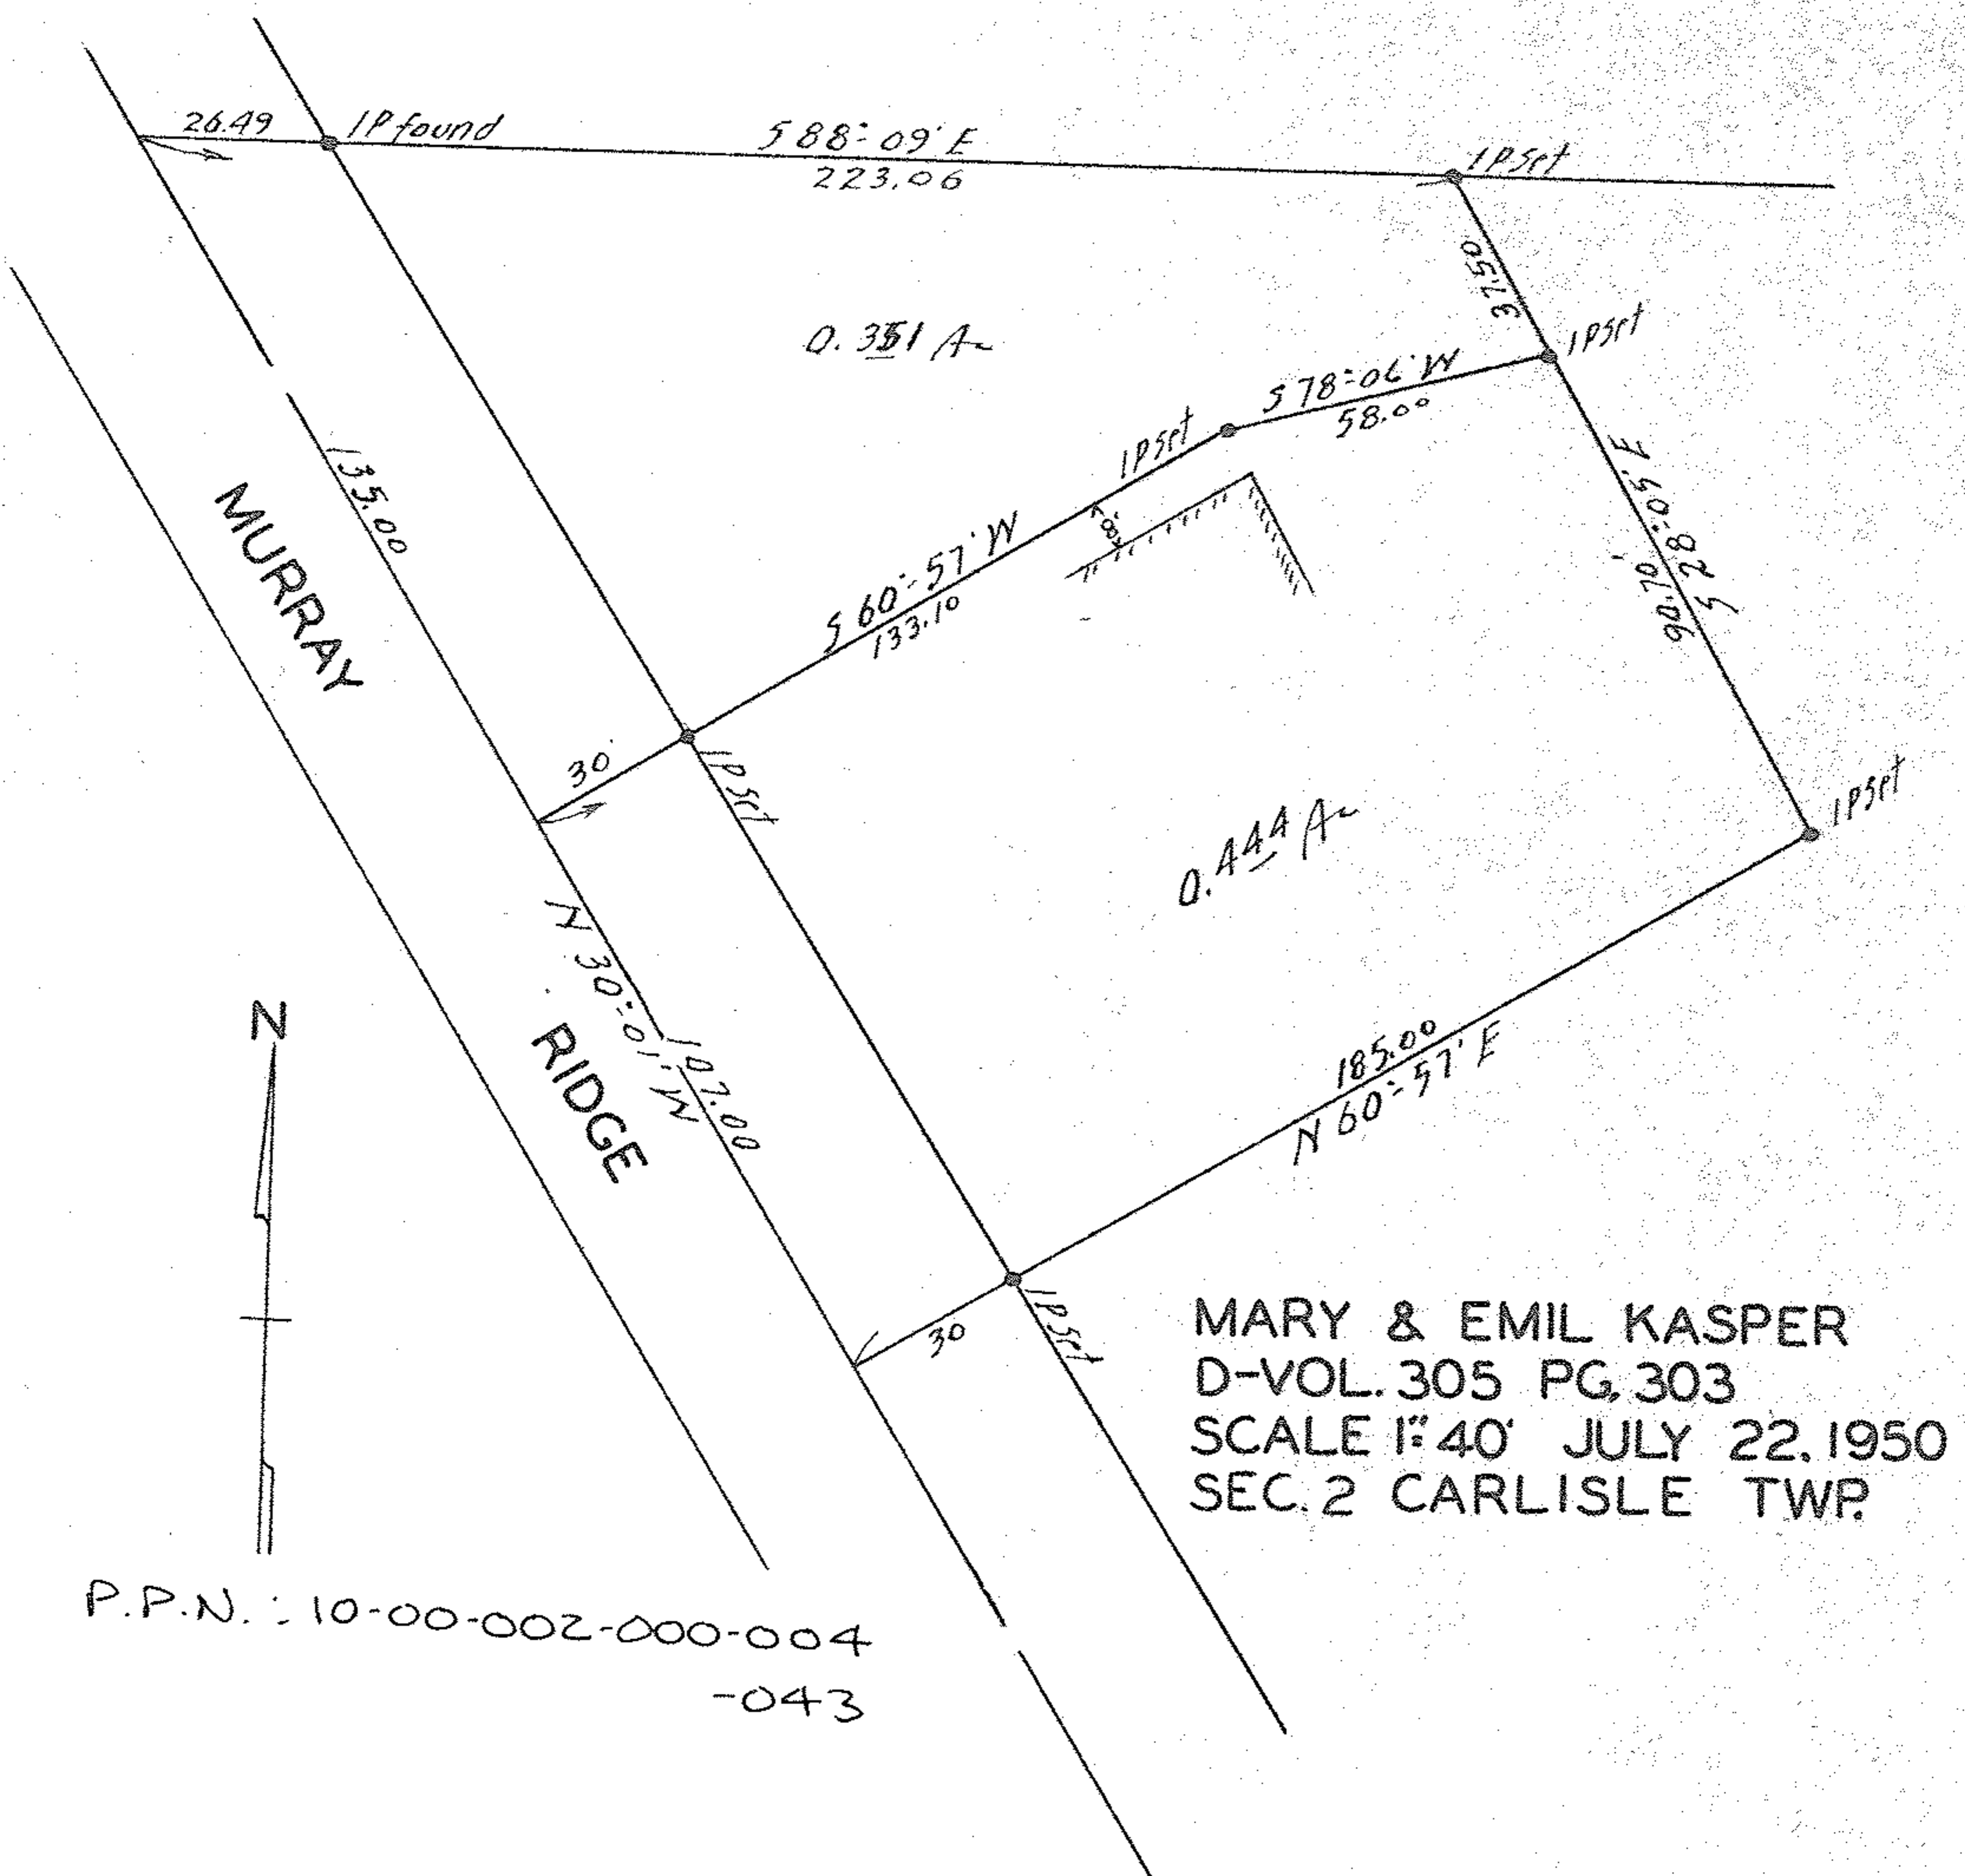 26.49
IP found
S 88°-09' E
223.06
IP Set
37.50
IP Set
0.351 Ac
S 78°-06' W
58.00
IP Set
S 28°-05' E
90.70'
135.00
MURRAY
8'
S 60°-57' W
133.10
30'
IP Set
IP Set
0.444 Ac
N 30°-01' W
107.00
RIDGE
N
185.00
N 60°-57' E
30
IP Set
MARY & EMIL KASPER
D-VOL. 305 PG. 303
SCALE 1"=40' JULY 22, 1950
SEC. 2 CARLISLE TWP.
P.P.N. : 10-00-002-000-004
-043